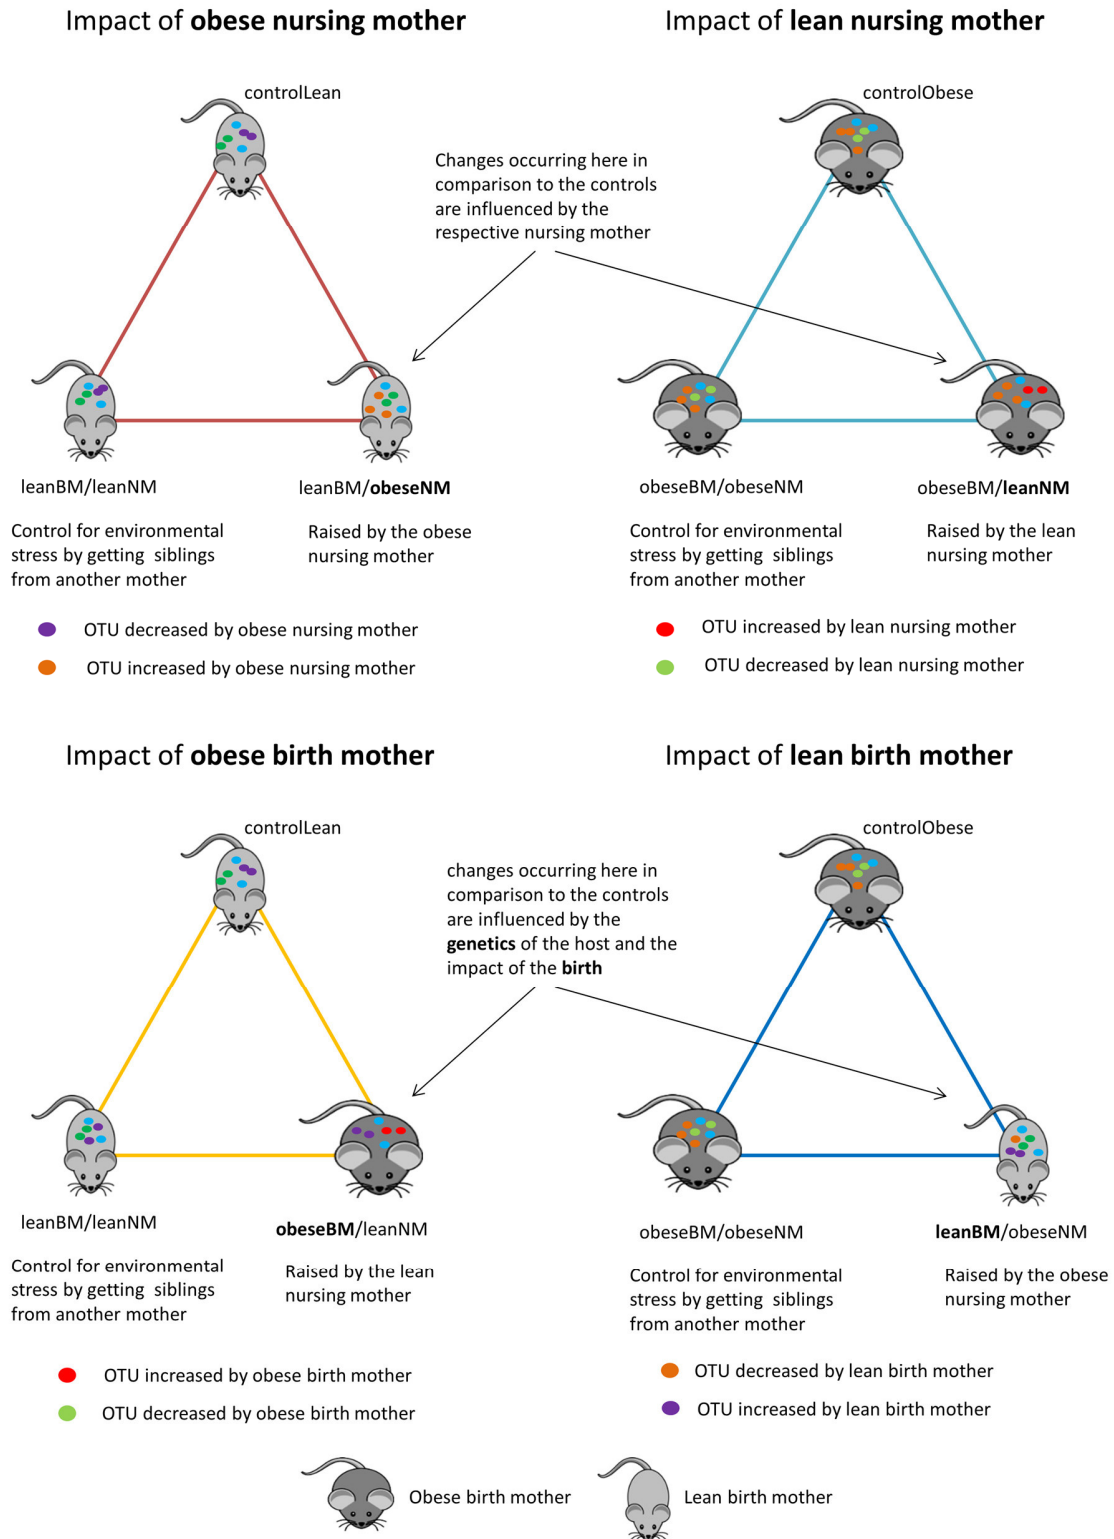 Impact of obese nursing mother
Impact of lean nursing mother
controlLean
controlObese
Changes occurring here in
comparison to the controls
are influenced by the
respective nursing mother
leanBM/leanNM
leanBM/obeseNM
obeseBM/obeseNM
obeseBM/leanNM
Control for environmental
stress by getting siblings
from another mother
Raised by the obese
nursing mother
Control for environmental
stress by getting siblings
from another mother
Raised by the lean
nursing mother
OTU decreased by obese nursing mother
OTU increased by obese nursing mother
OTU increased by lean nursing mother
OTU decreased by lean nursing mother
Impact of obese birth mother
Impact of lean birth mother
controlLean
controlObese
changes occurring here in
comparison to the controls
are influenced by the
genetics of the host and the
impact of the birth
leanBM/leanNM
obeseBM/leanNM
obeseBM/obeseNM
leanBM/obeseNM
Control for environmental
stress by getting siblings
from another mother
Raised by the lean
nursing mother
Control for environmental
stress by getting siblings
from another mother
Raised by the obese
nursing mother
OTU increased by obese birth mother
OTU decreased by obese birth mother
OTU decreased by lean birth mother
OTU increased by lean birth mother
Obese birth mother
Lean birth mother